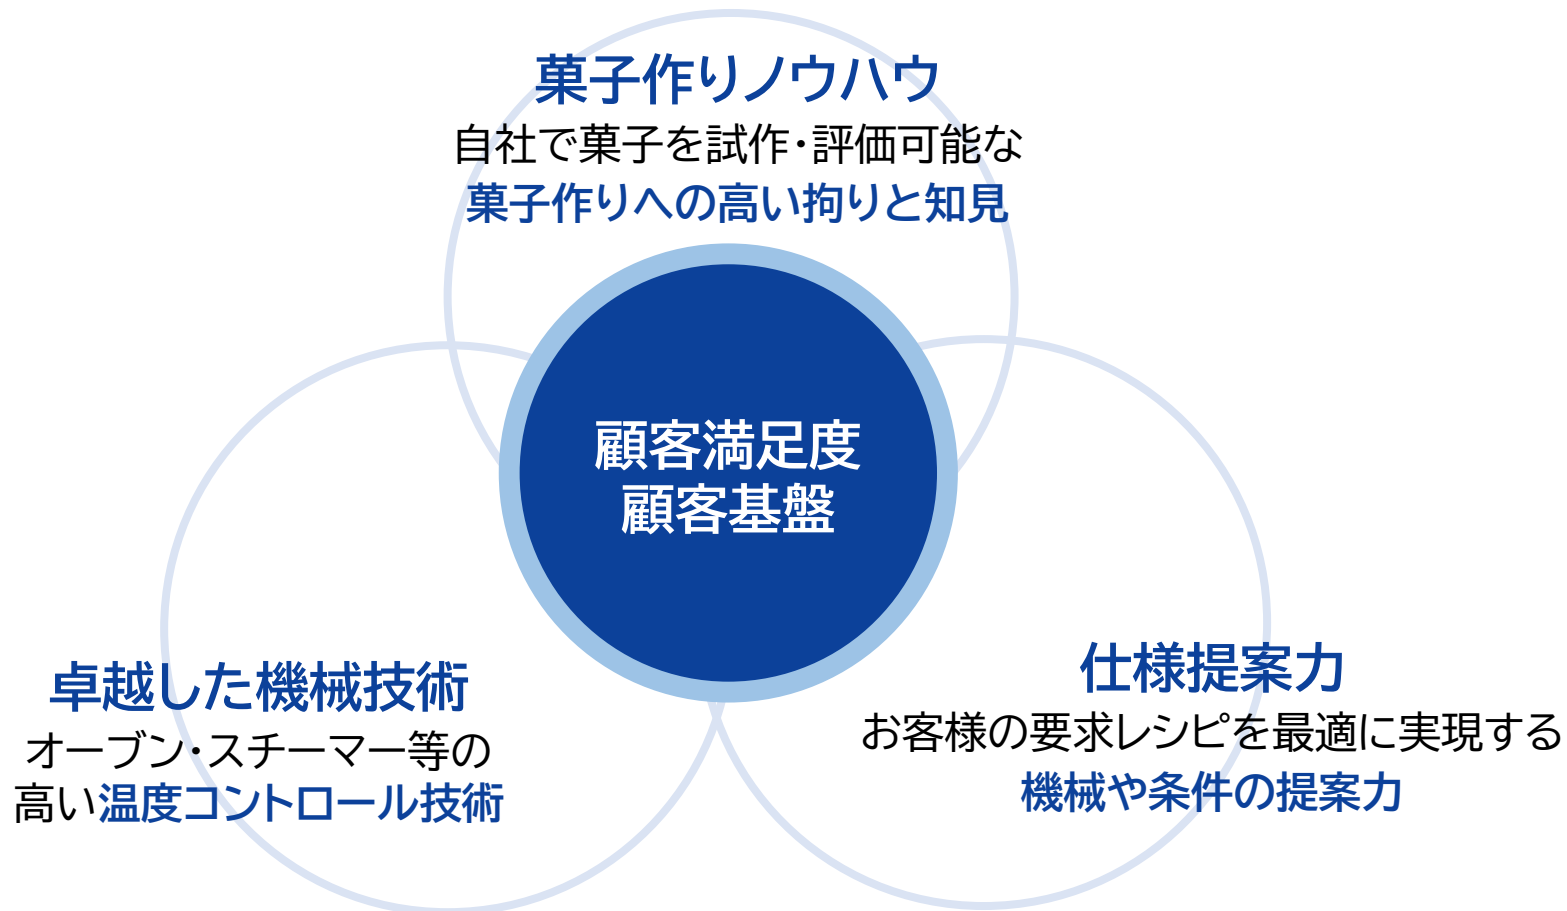 菓子作りノウハウ
自社で菓子を試作・評価可能な
菓子作りへの高い拘りと知見
顧客満足度
顧客基盤
卓越した機械技術
オーブン・スチーマー等の
高い温度コントロール技術
仕様提案力
お客様の要求レシピを最適に実現する
機械や条件の提案力